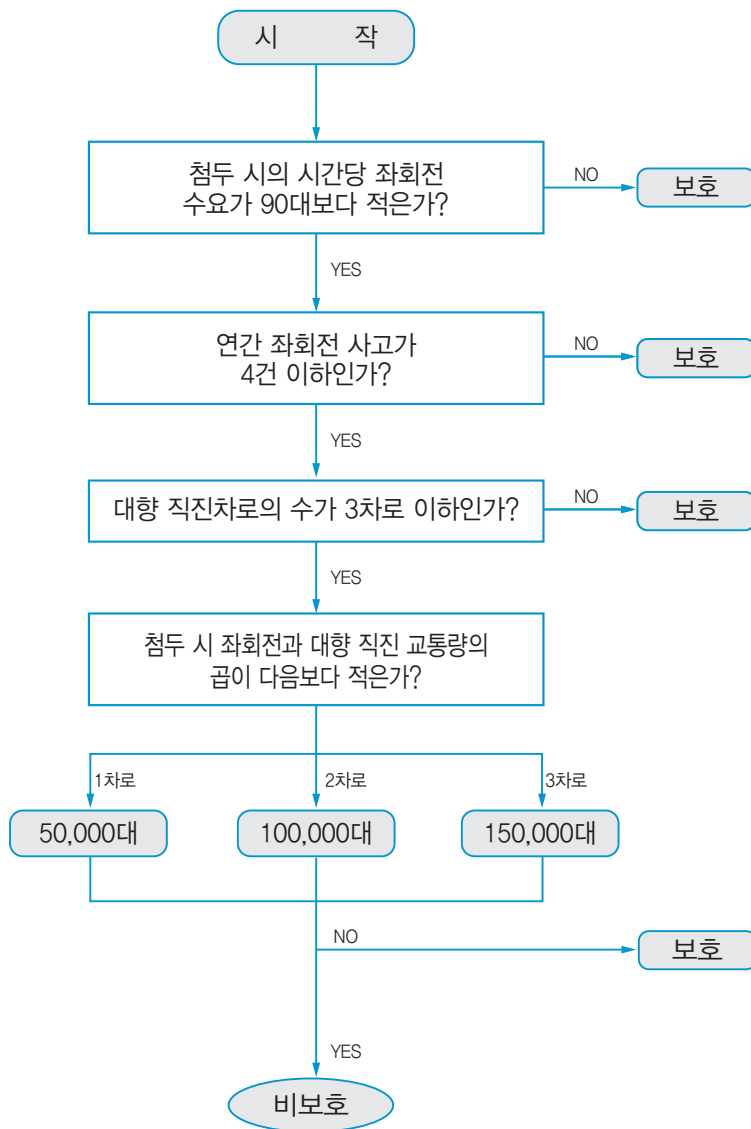 시 작
첨두 시의 시간당 좌회전
수요가 90대보다 적은가?
NO
보호
YES
연간 좌회전 사고가
4건 이하인가?
NO
보호
YES
대향 직진차로의 수가 3차로 이하인가?
NO
보호
YES
첨두 시 좌회전과 대향 직진 교통량의
곱이 다음보다 적은가?
1차로
2차로
3차로
50,000대
100,000대
150,000대
NO
보호
YES
비보호